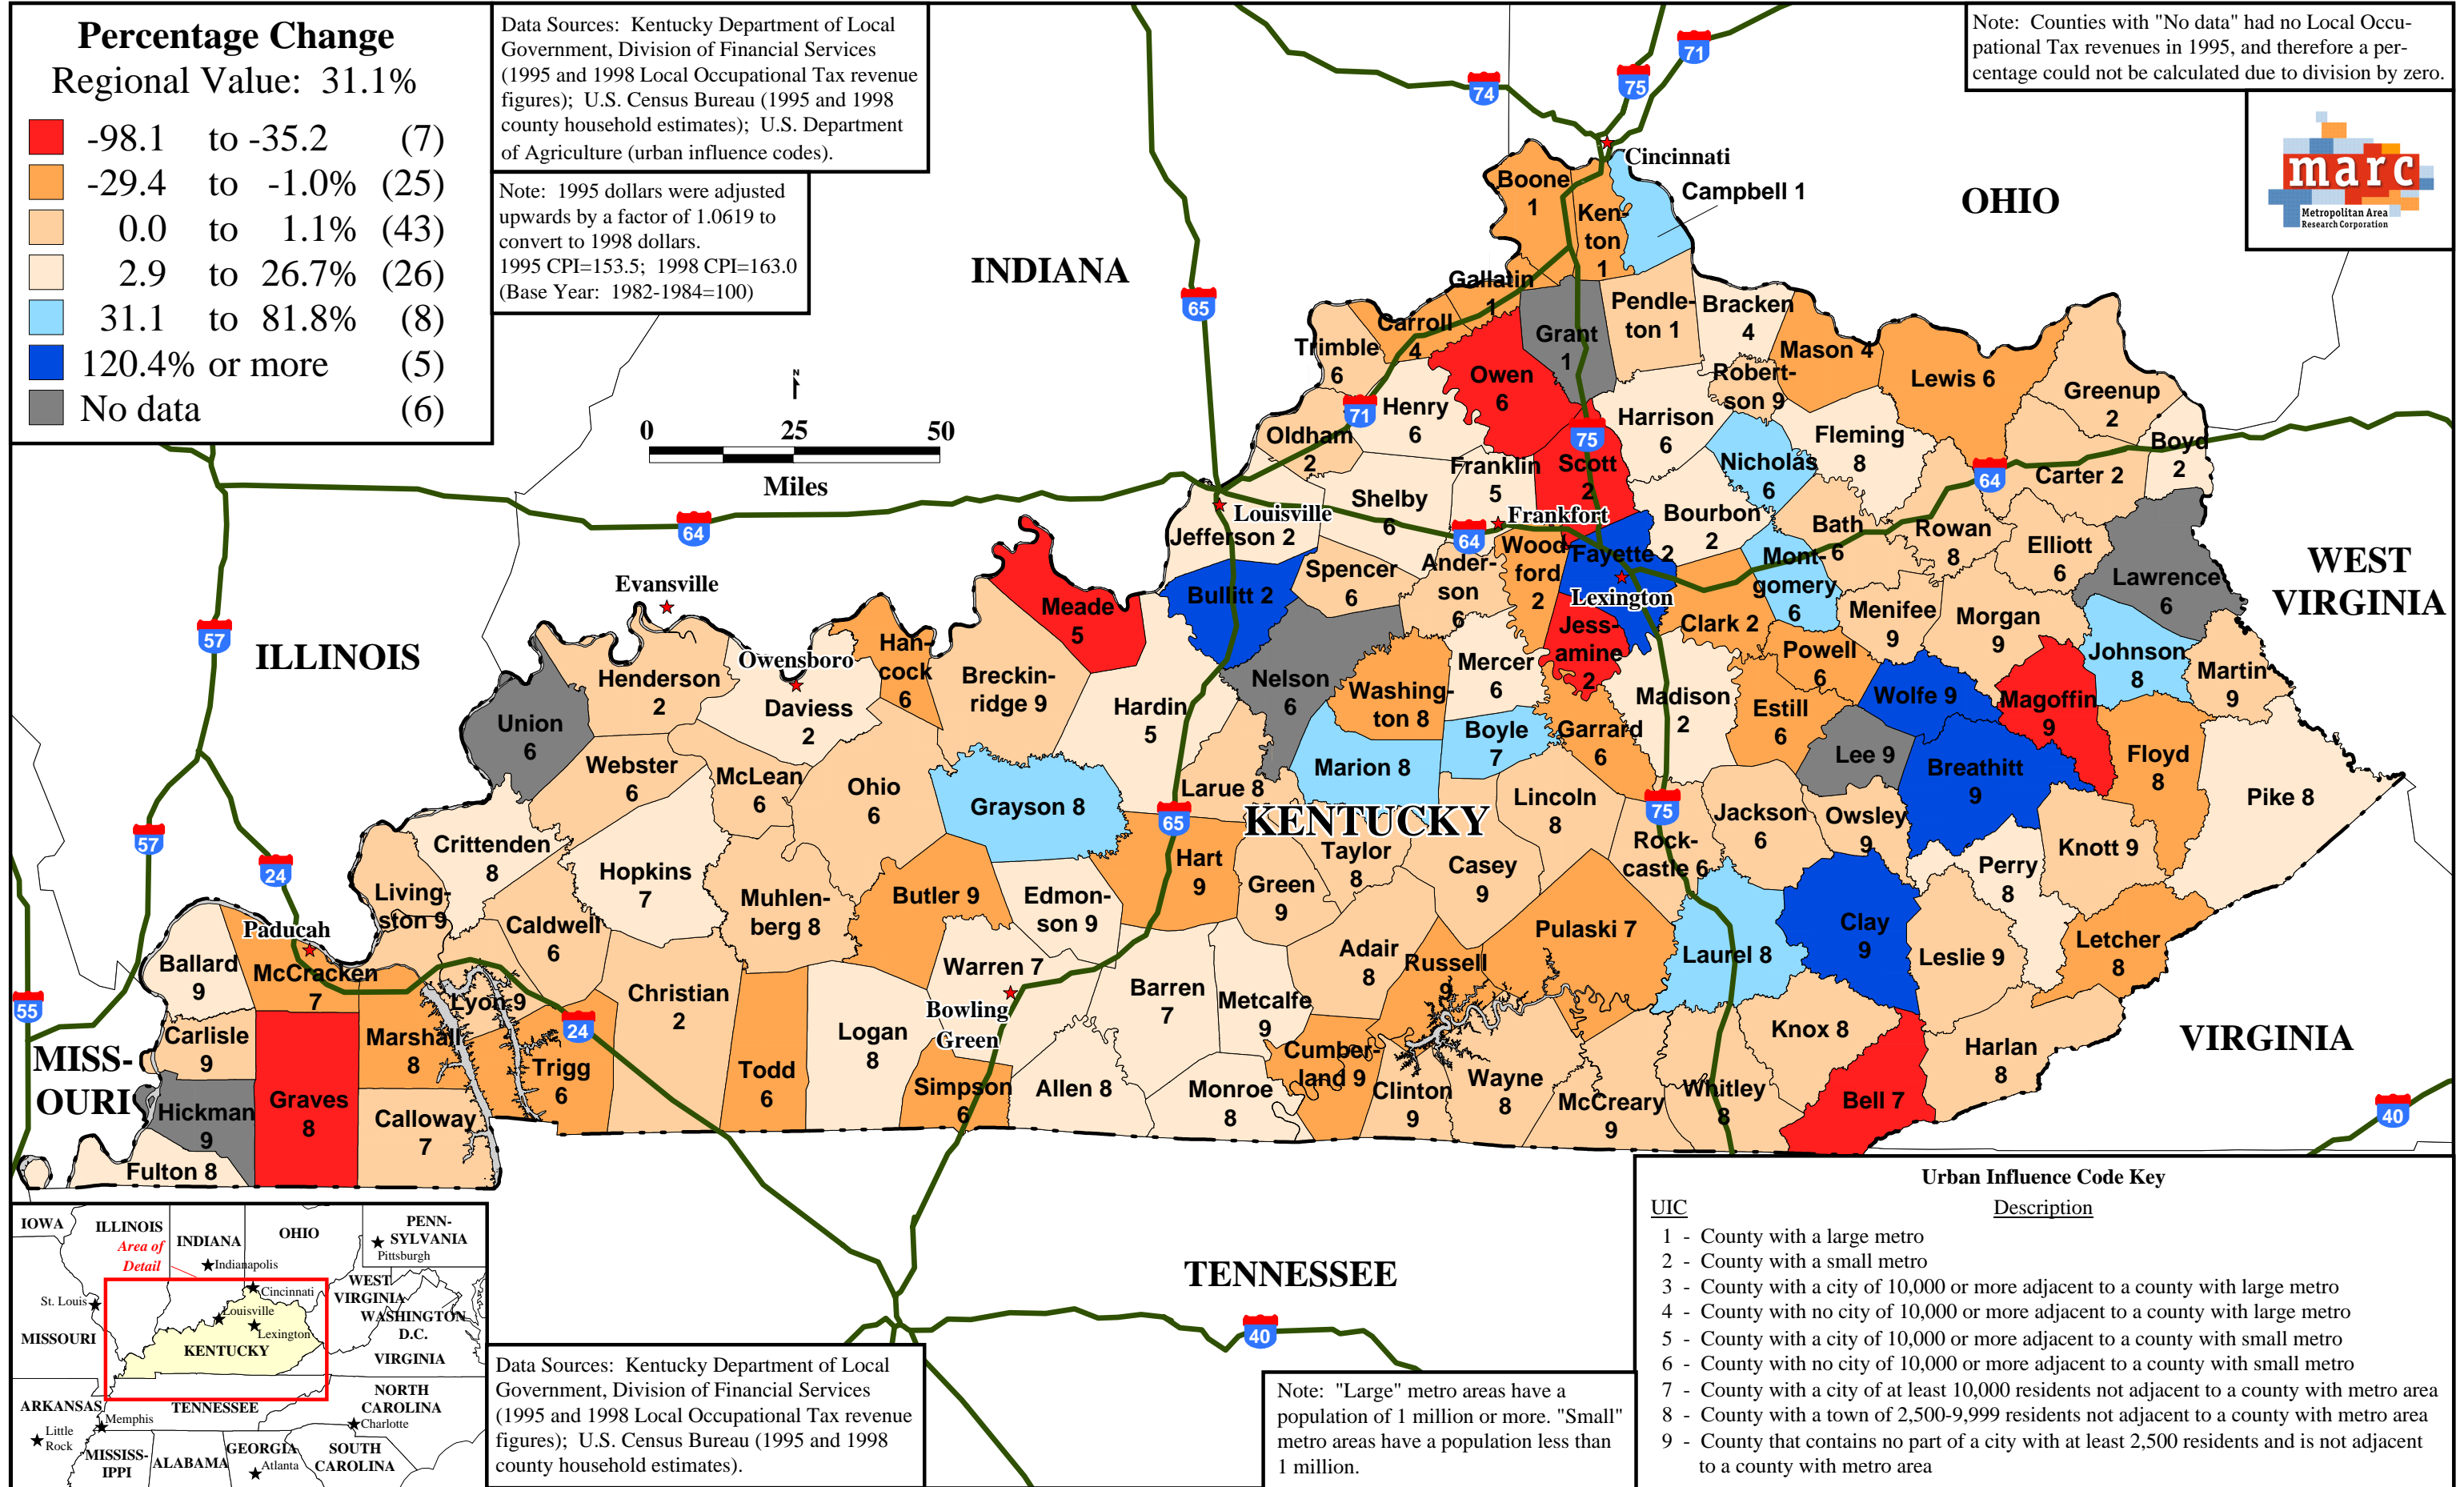 Percentage Change
Regional Value: 31.1%
-98.1 to -35.2 (7)
-29.4 to -1.0% (25)
0.0 to 1.1% (43)
2.9 to 26.7% (26)
31.1 to 81.8% (8)
120.4% or more (5)
No data (6)
Data Sources: Kentucky Department of Local
Government, Division of Financial Services
(1995 and 1998 Local Occupational Tax revenue
figures); U.S. Census Bureau (1995 and 1998
county household estimates); U.S. Department
of Agriculture (urban influence codes).
Note: 1995 dollars were adjusted
upwards by a factor of 1.0619 to
convert to 1998 dollars.
1995 CPI=153.5; 1998 CPI=163.0
(Base Year: 1982-1984=100)
Note: Counties with "No data" had no Local Occu-
pational Tax revenues in 1995, and therefore a per-
centage could not be calculated due to division by zero.
marc
Metropolitan Area
Research Corporation
N
0 25 50
Miles
INDIANA
OHIO
ILLINOIS
WEST
VIRGINIA
VIRGINIA
MISS-
OURI
TENNESSEE
KENTUCKY
71
75
74
65
71
75
64
64
64
57
57
24
55
65
75
24
40
40
Cincinnati
Louisville
Frankfort
Lexington
Evansville
Owensboro
Paducah
Bowling
Green
Boone
1
Ken-
ton
1
Campbell 1
Gallatin
1
Carroll
4
Trimble
6
Grant
1
Pendle-
ton 1
Bracken
4
Mason 4
Robert-
son 9
Lewis 6
Greenup
2
Boyd
2
Carter 2
Owen
6
Henry
6
Oldham
2
Harrison
6
Nicholas
6
Fleming
8
Franklin
5
Scott
2
Shelby
6
Jefferson 2
Bourbon
2
Bath
6
Rowan
8
Elliott
6
Lawrence
6
Wood
ford
2
Fayette 2
Mont-
gomery
6
Ander-
son
6
Spencer
6
Bullitt 2
Meade
5
Menifee
9
Morgan
9
Clark 2
Jess-
amine
2
Johnson
8
Martin
9
Powell
6
Wolfe 9
Magoffin
9
Mercer
6
Madison
2
Estill
6
Nelson
6
Washing-
ton 8
Han-
cock
6
Breckin-
ridge 9
Hardin
5
Henderson
2
Daviess
2
Union
6
Boyle
7
Garrard
6
Lee 9
Breathitt
9
Floyd
8
Pike 8
Marion 8
Larue 8
Webster
6
McLean
6
Ohio
6
Grayson 8
Lincoln
8
Jackson
6
Owsley
9
Rock-
castle 6
Knott 9
Perry
8
Crittenden
8
Hopkins
7
Muhlen-
berg 8
Butler 9
Edmon-
son 9
Hart
9
Green
9
Taylor
8
Casey
9
Living-
ston 9
Caldwell
6
Pulaski 7
Laurel 8
Clay
9
Leslie 9
Letcher
8
Ballard
9
McCracken
7
Lyon 9
Christian
2
Warren 7
Barren
7
Metcalfe
9
Adair
8
Russell
9
Carlisle
9
Marshall
8
Trigg
6
Todd
6
Logan
8
Simpson
6
Allen 8
Monroe
8
Cumber-
land 9
Clinton
9
Wayne
8
McCreary
9
Whitley
8
Knox 8
Bell 7
Harlan
8
Hickman
9
Graves
8
Calloway
7
Fulton 8
IOWA
ILLINOIS
INDIANA
OHIO
PENN-
SYLVANIA
Pittsburgh
Area of
Detail
Indianapolis
Cincinnati
WEST
VIRGINIA
St. Louis
Louisville
Lexington
WASHINGTON
D.C.
MISSOURI
KENTUCKY
VIRGINIA
ARKANSAS
TENNESSEE
NORTH
CAROLINA
Memphis
Charlotte
Little
Rock
MISSISS-
IPPI
ALABAMA
GEORGIA
Atlanta
SOUTH
CAROLINA
Data Sources: Kentucky Department of Local
Government, Division of Financial Services
(1995 and 1998 Local Occupational Tax revenue
figures); U.S. Census Bureau (1995 and 1998
county household estimates).
Note: "Large" metro areas have a
population of 1 million or more. "Small"
metro areas have a population less than
1 million.
Urban Influence Code Key
UIC Description
1 - County with a large metro
2 - County with a small metro
3 - County with a city of 10,000 or more adjacent to a county with large metro
4 - County with no city of 10,000 or more adjacent to a county with large metro
5 - County with a city of 10,000 or more adjacent to a county with small metro
6 - County with no city of 10,000 or more adjacent to a county with small metro
7 - County with a city of at least 10,000 residents not adjacent to a county with metro area
8 - County with a town of 2,500-9,999 residents not adjacent to a county with metro area
9 - County that contains no part of a city with at least 2,500 residents and is not adjacent
to a county with metro area